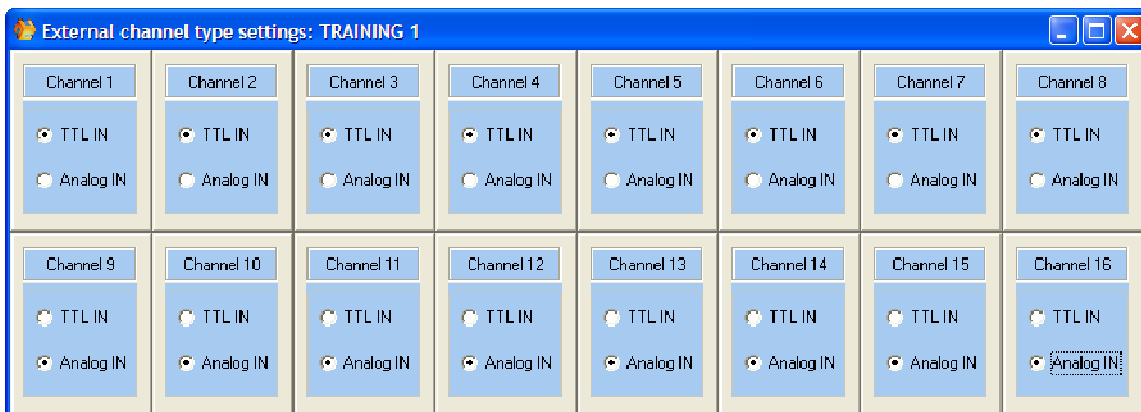 External channel type settings: TRAINING 1
Channel 1 Channel 2 Channel 3 Channel 4 Channel 5 Channel 6 Channel 7 Channel 8
TTL IN TTL IN TTL IN TTL IN TTL IN TTL IN TTL IN TTL IN
Analog IN Analog IN Analog IN Analog IN Analog IN Analog IN Analog IN Analog IN
Channel 9 Channel 10 Channel 11 Channel 12 Channel 13 Channel 14 Channel 15 Channel 16
TTL IN TTL IN TTL IN TTL IN TTL IN TTL IN TTL IN TTL IN
Analog IN Analog IN Analog IN Analog IN Analog IN Analog IN Analog IN Analog IN